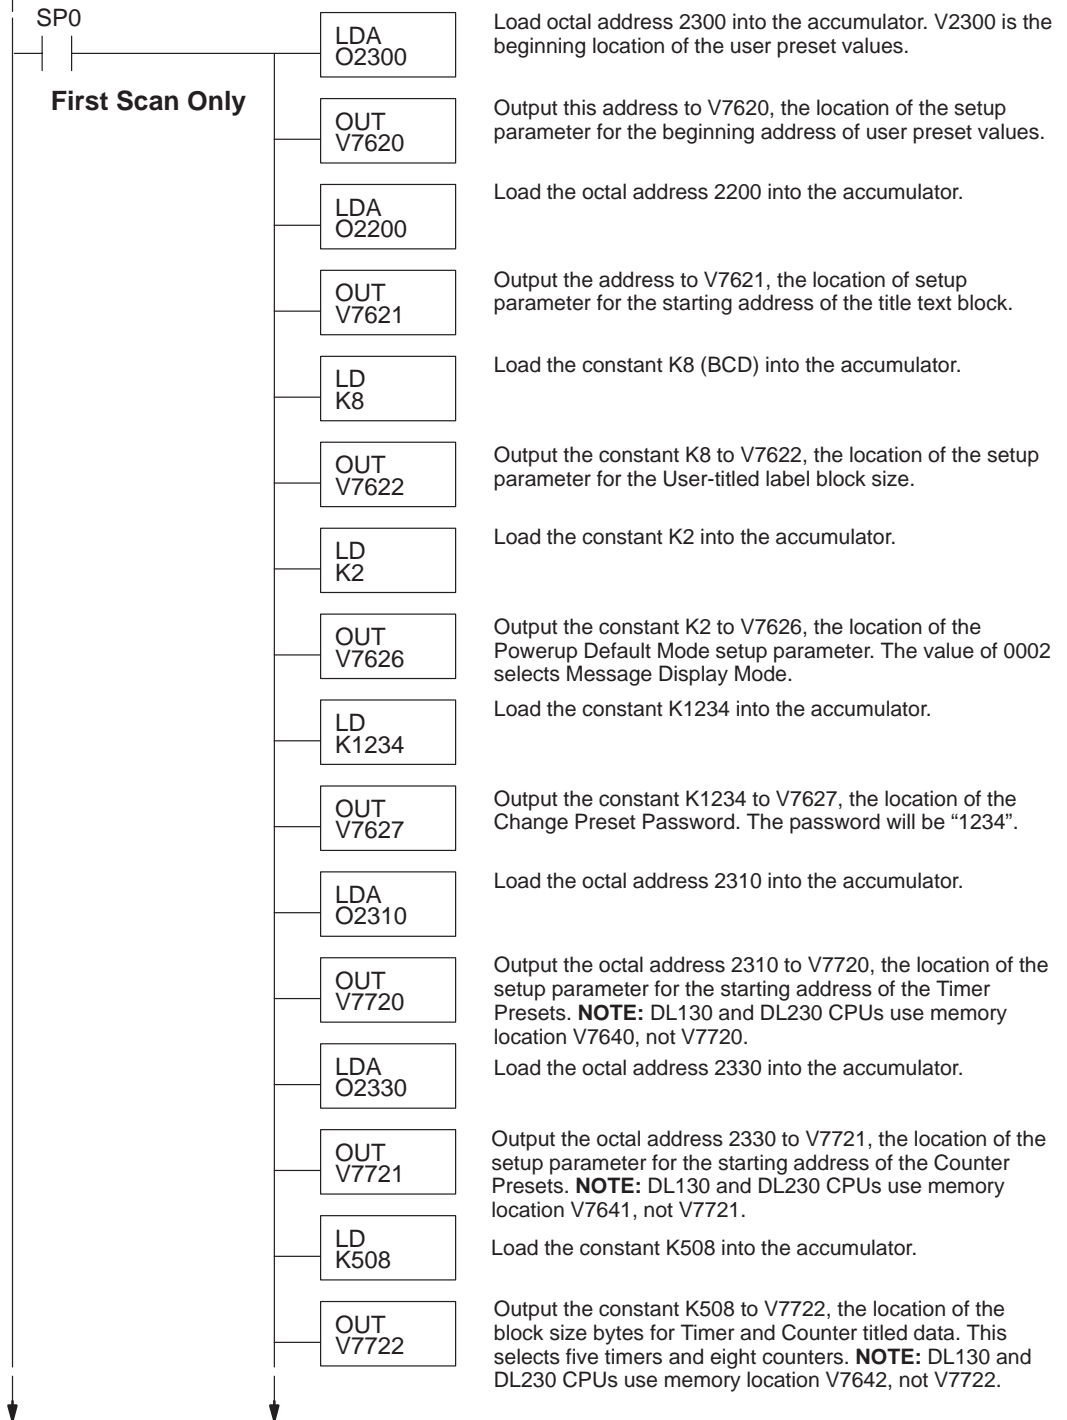 SP0
LDA
O2300
Load octal address 2300 into the accumulator. V2300 is the
beginning location of the user preset values.
First Scan Only
OUT
V7620
Output this address to V7620, the location of the setup
parameter for the beginning address of user preset values.
LDA
O2200
Load the octal address 2200 into the accumulator.
OUT
V7621
Output the address to V7621, the location of setup
parameter for the starting address of the title text block.
LD
K8
Load the constant K8 (BCD) into the accumulator.
OUT
V7622
Output the constant K8 to V7622, the location of the setup
parameter for the User-titled label block size.
LD
K2
Load the constant K2 into the accumulator.
OUT
V7626
Output the constant K2 to V7626, the location of the
Powerup Default Mode setup parameter. The value of 0002
selects Message Display Mode.
LD
K1234
Load the constant K1234 into the accumulator.
OUT
V7627
Output the constant K1234 to V7627, the location of the
Change Preset Password. The password will be “1234”.
LDA
O2310
Load the octal address 2310 into the accumulator.
OUT
V7720
Output the octal address 2310 to V7720, the location of the
setup parameter for the starting address of the Timer
Presets. NOTE: DL130 and DL230 CPUs use memory
location V7640, not V7720.
LDA
O2330
Load the octal address 2330 into the accumulator.
OUT
V7721
Output the octal address 2330 to V7721, the location of the
setup parameter for the starting address of the Counter
Presets. NOTE: DL130 and DL230 CPUs use memory
location V7641, not V7721.
LD
K508
Load the constant K508 into the accumulator.
OUT
V7722
Output the constant K508 to V7722, the location of the
block size bytes for Timer and Counter titled data. This
selects five timers and eight counters. NOTE: DL130 and
DL230 CPUs use memory location V7642, not V7722.